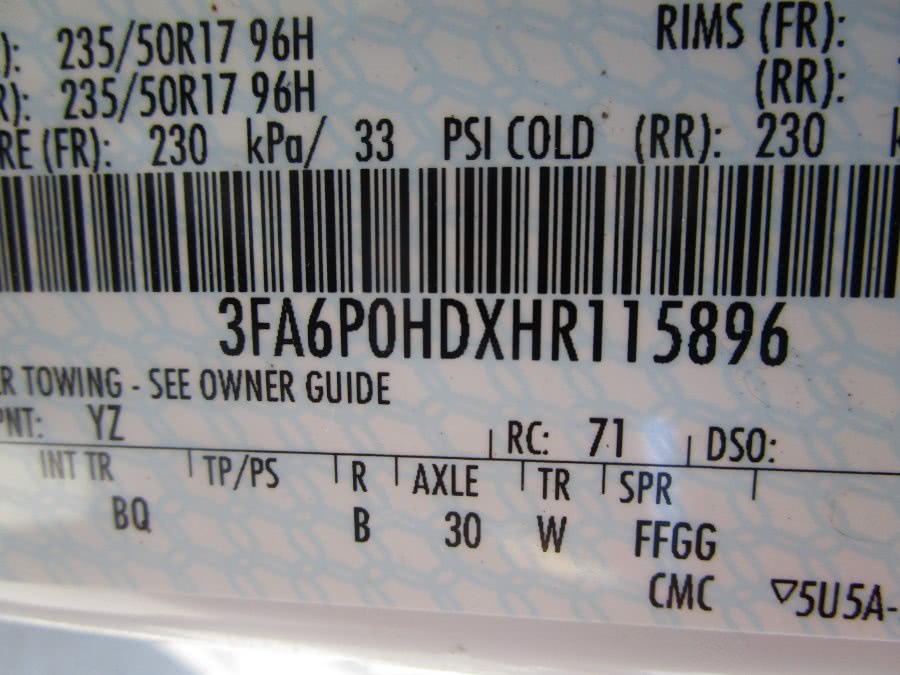 ): 235/50R17 96H RIMS (FR):
R): 235/50R17 96H (RR):
RE (FR): 230 kPa/ 33 PSI COLD (RR): 230 k
3FA6P0HDXHR115896
R TOWING - SEE OWNER GUIDE
PNT: YZ RC: 71 DSO:
INT TR TP/PS R AXLE TR SPR
BQ B 30 W FFGG
CMC ▽5U5A-